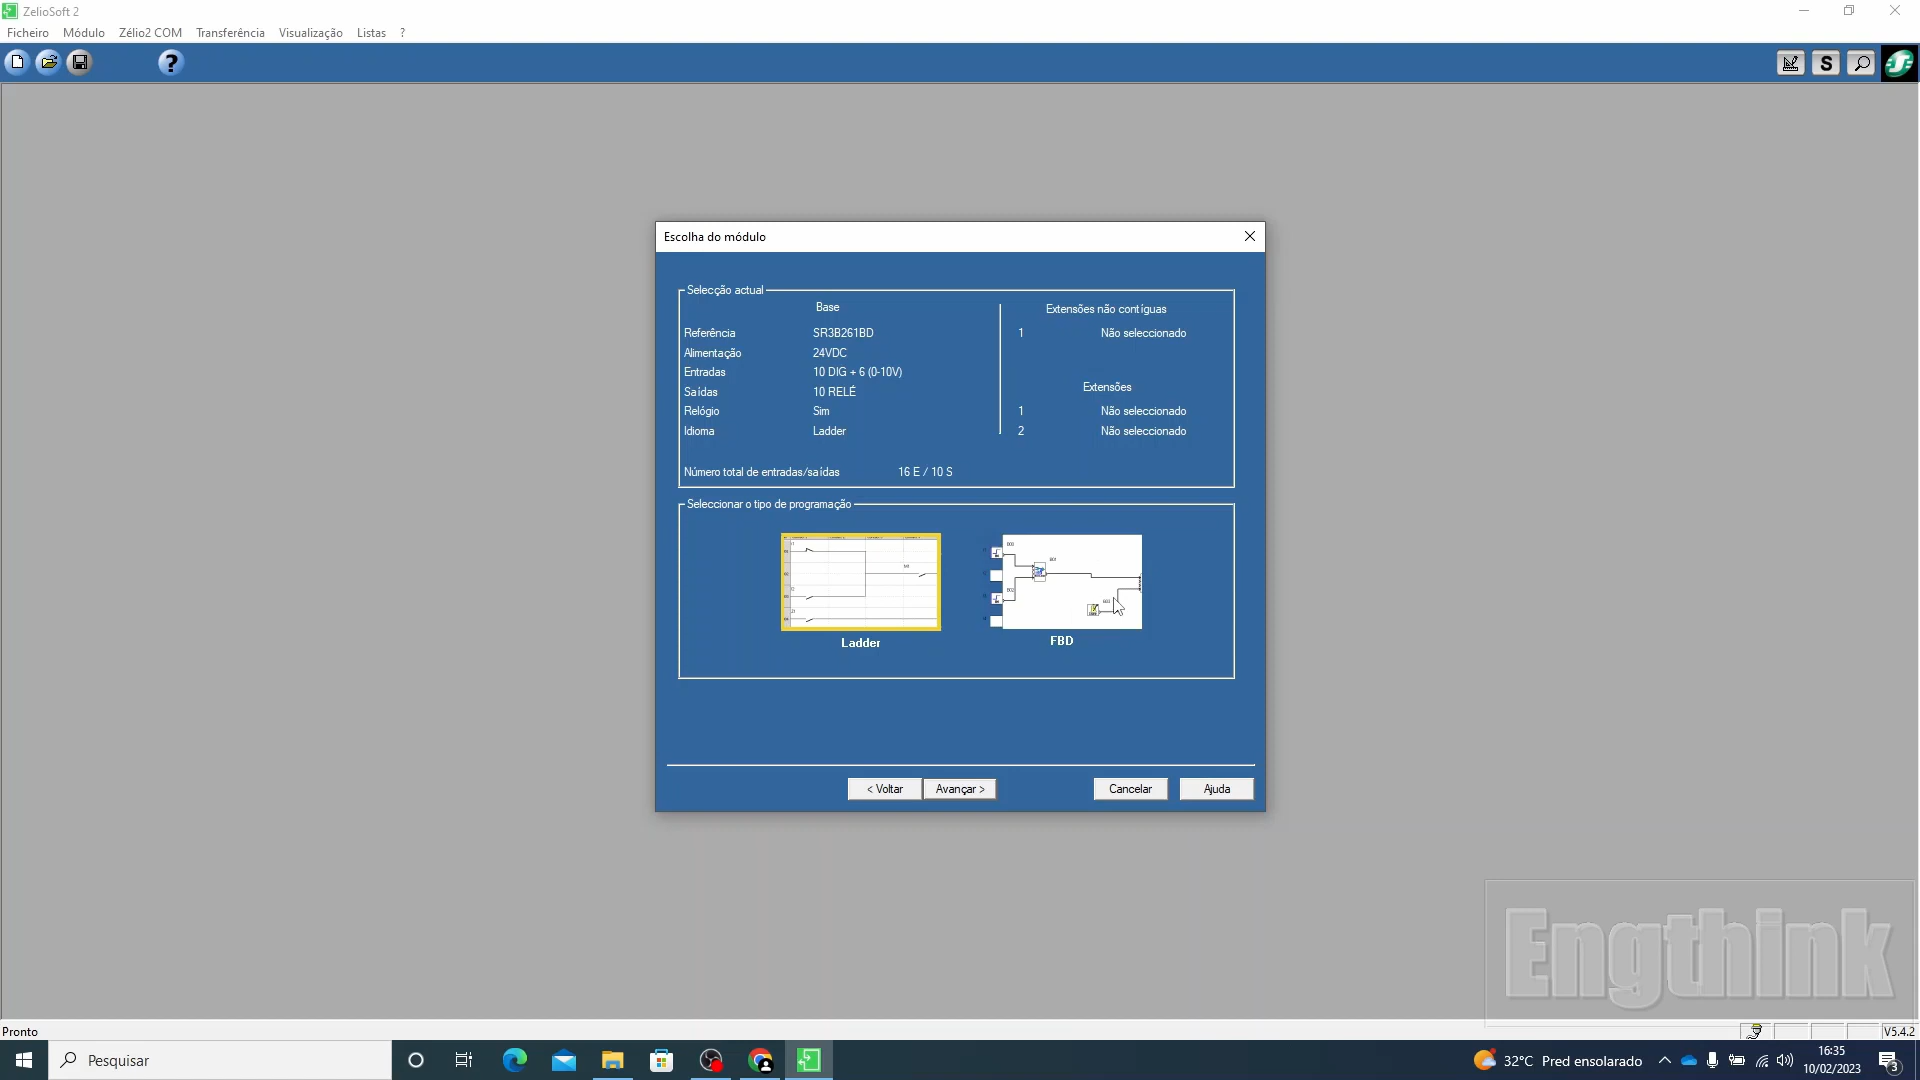 ZelioSoft 2
Ficheiro Módulo Zélio2 COM Transferência Visualização Listas ?
Escolha do módulo
Selecção actual
Base Extensões não contíguas
Referência SR3B261BD 1 Não seleccionado
Alimentação 24VDC
Entradas 10 DIG + 6 (0-10V)
Extensões
Saídas 10 RELÉ
Relógio Sim 1 Não seleccionado
Idioma Ladder 2 Não seleccionado
Número total de entradas/saídas 16 E / 10 S
Seleccionar o tipo de programação
Ladder FBD
< Voltar Avançar > Cancelar Ajuda
Engthink
Pronto V5.4.2
Pesquisar 32°C Pred ensolarado 16:35
10/02/2023 3